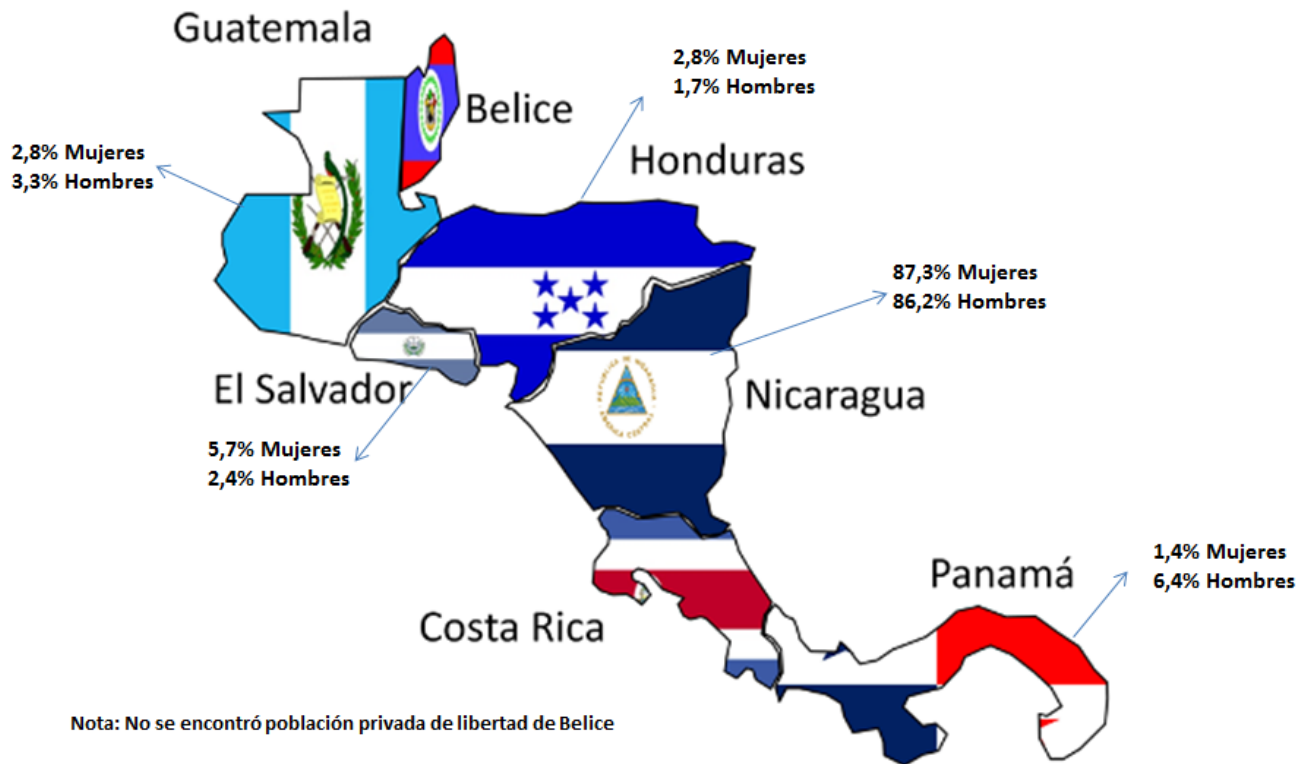 Guatemala
2,8% Mujeres
1,7% Hombres
Belice
Honduras
2,8% Mujeres
3,3% Hombres
87,3% Mujeres
86,2% Hombres
El Salvador
Nicaragua
5,7% Mujeres
2,4% Hombres
1,4% Mujeres
6,4% Hombres
Panamá
Costa Rica
Nota: No se encontró población privada de libertad de Belice